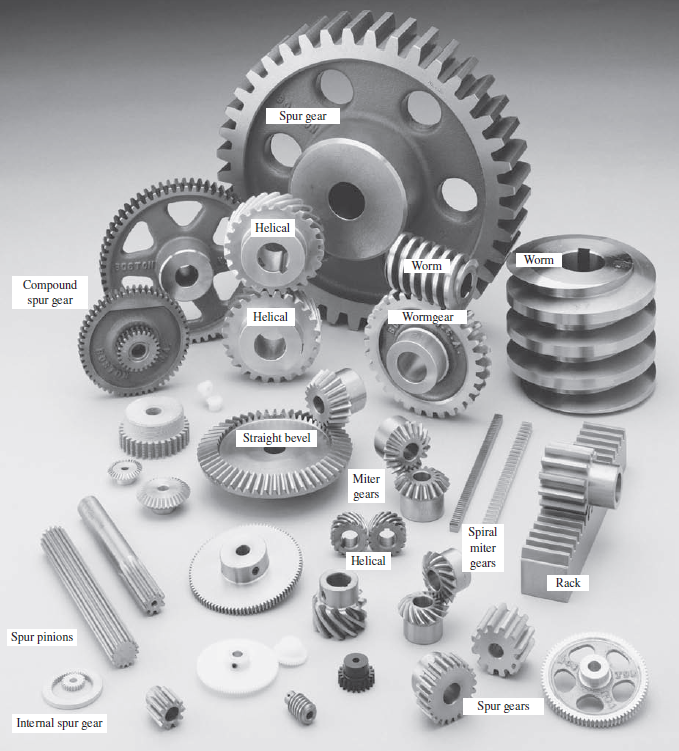 Spur gear
Helical
Worm
Worm
Compound
spur gear
BOSTON
Helical
Wormgear
Straight bevel
Miter
gears
Spiral
miter
gears
Helical
Rack
Spur pinions
Spur gears
Internal spur gear